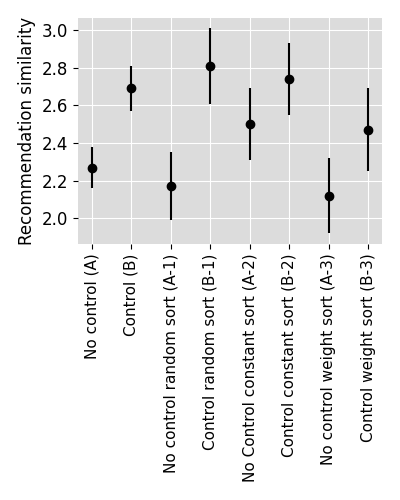 Recommendation similarity
3.0
2.8
2.6
2.4
2.2
2.0
No control (A)
Control (B)
No control random sort (A-1)
Control random sort (B-1)
No Control constant sort (A-2)
Control constant sort (B-2)
No control weight sort (A-3)
Control weight sort (B-3)